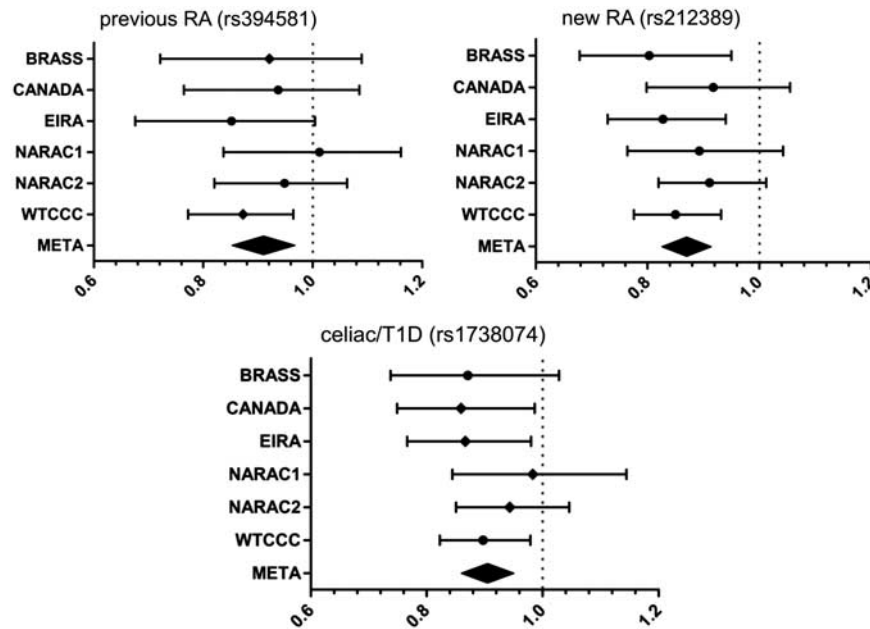 previous RA (rs394581)
BRASS
CANADA
EIRA
NARAC1
NARAC2
WTCCC
META
0.6 0.8 1.0 1.2
new RA (rs212389)
BRASS
CANADA
EIRA
NARAC1
NARAC2
WTCCC
META
0.6 0.8 1.0 1.2
celiac/T1D (rs1738074)
BRASS
CANADA
EIRA
NARAC1
NARAC2
WTCCC
META
0.6 0.8 1.0 1.2